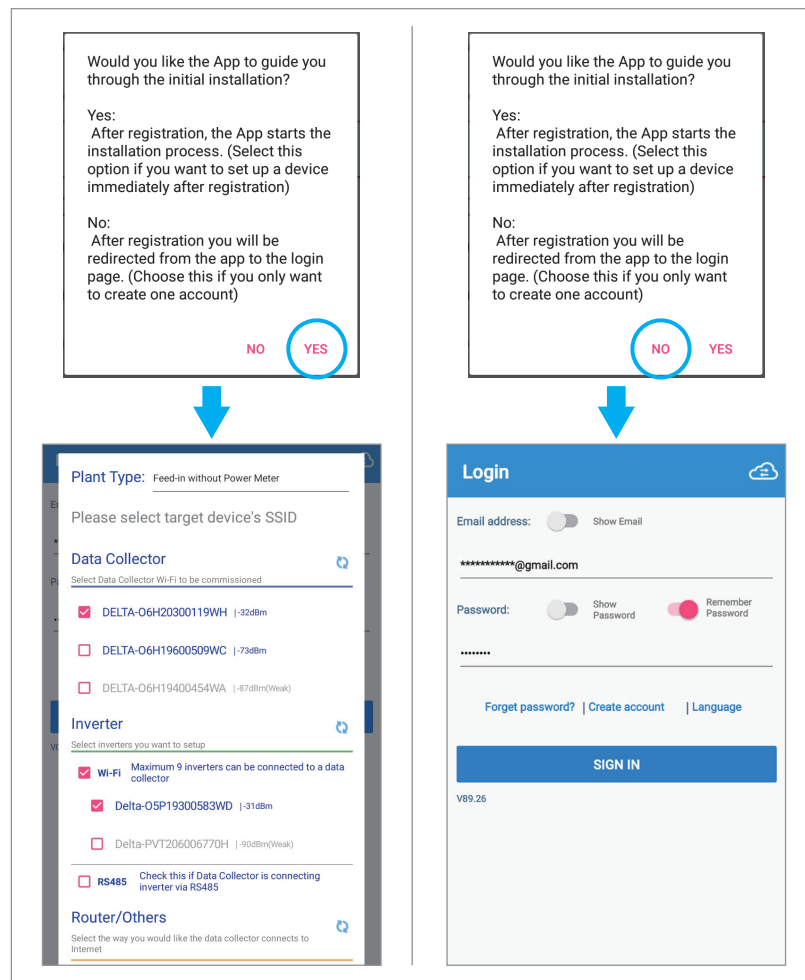 Would you like the App to guide you
through the initial installation?
Yes:
After registration, the App starts the
installation process. (Select this
option if you want to set up a device
immediately after registration)
No:
After registration you will be
redirected from the app to the login
page. (Choose this if you only want
to create one account)
NO YES
Plant Type: Feed-in without Power Meter
Please select target device's SSID
Data Collector
Select Data Collector Wi-Fi to be commissioned
DELTA-O6H20300119WH |-32dBm
DELTA-O6H19600509WC |-73dBm
DELTA-O6H19400454WA |-87dBm(Weak)
Inverter
Select inverters you want to setup
Wi-Fi Maximum 9 inverters can be connected to a data
collector
Delta-O5P19300583WD |-31dBm
Delta-PVT206006770H |-90dBm(Weak)
RS485 Check this if Data Collector is connecting
inverter via RS485
Router/Others
Select the way you would like the data collector connects to
Internet
Would you like the App to guide you
through the initial installation?
Yes:
After registration, the App starts the
installation process. (Select this
option if you want to set up a device
immediately after registration)
No:
After registration you will be
redirected from the app to the login
page. (Choose this if you only want
to create one account)
NO YES
Login
Email address: Show Email
***********@gmail.com
Password: Show
Password
Remember
Password
••••••••
Forget password? | Create account | Language
SIGN IN
V89.26